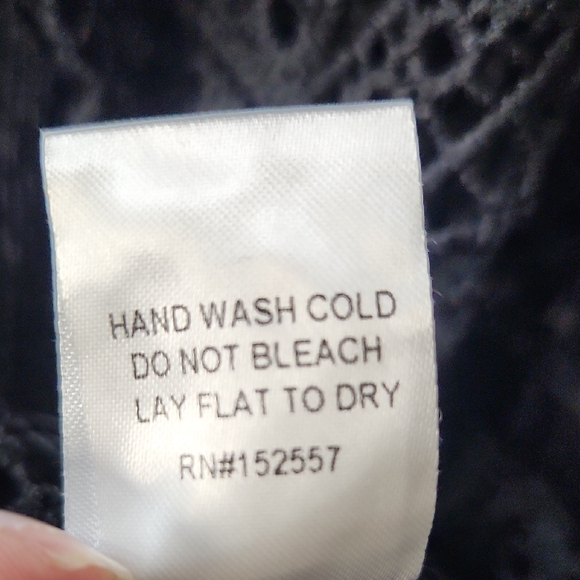 HAND WASH COLD
DO NOT BLEACH
LAY FLAT TO DRY
RN#152557